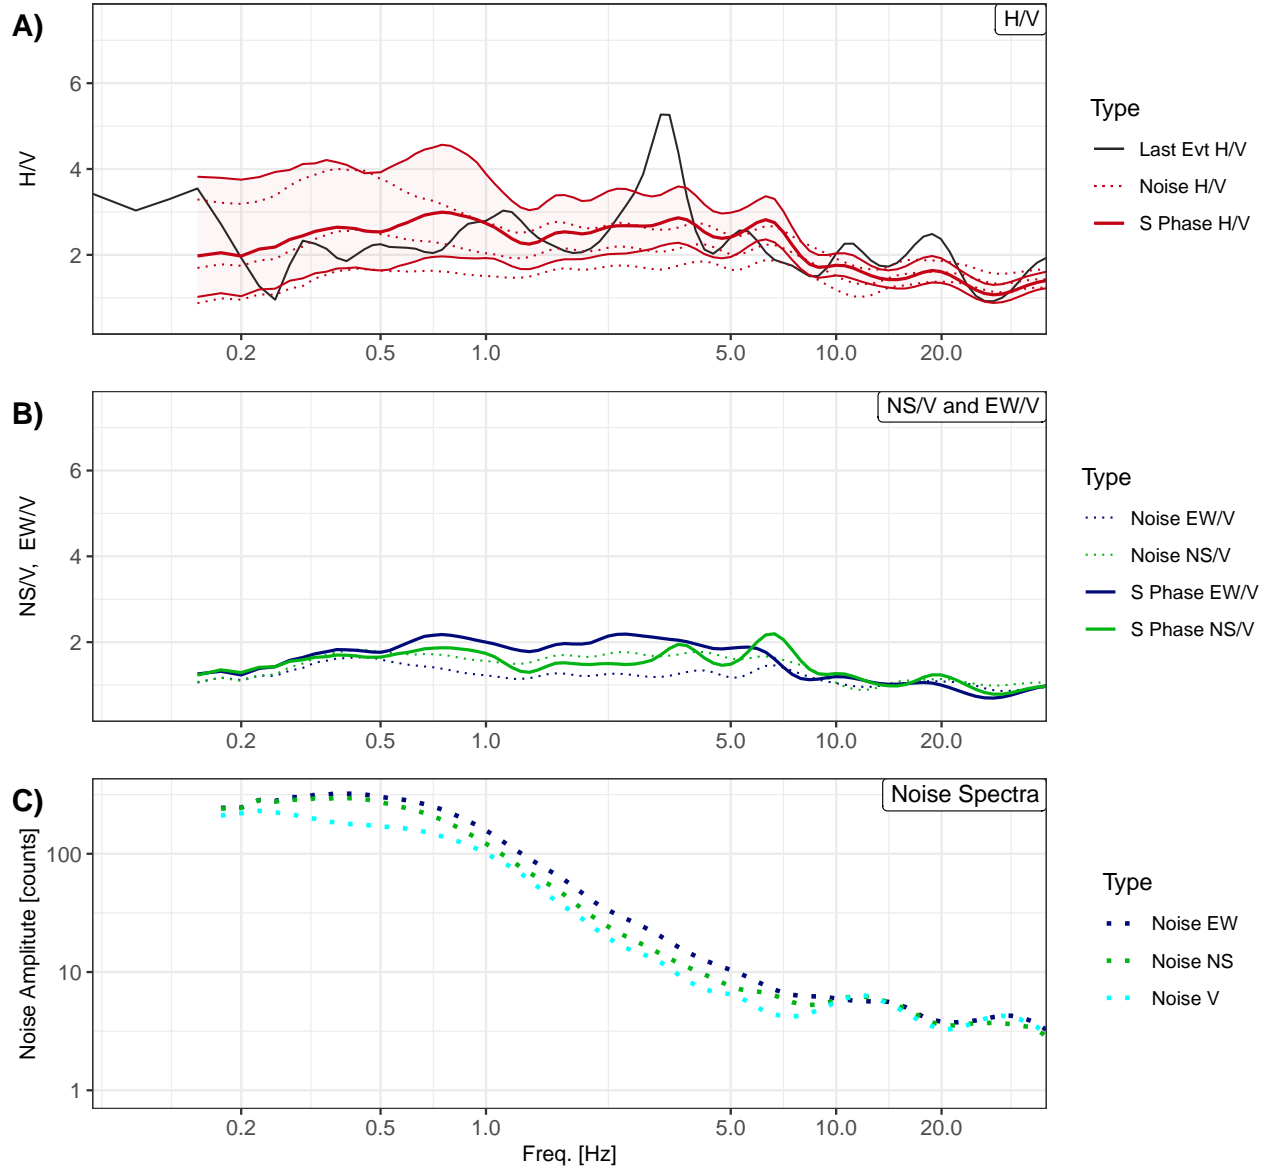 A)
H/V
6
4
2
H/V
0.2 0.5 1.0 5.0 10.0 20.0
Type
Last Evt H/V
Noise H/V
S Phase H/V
B)
NS/V and EW/V
6
4
2
NS/V, EW/V
0.2 0.5 1.0 5.0 10.0 20.0
Type
Noise EW/V
Noise NS/V
S Phase EW/V
S Phase NS/V
C)
Noise Spectra
100
10
1
Noise Amplitute [counts]
0.2 0.5 1.0 5.0 10.0 20.0
Freq. [Hz]
Type
Noise EW
Noise NS
Noise V